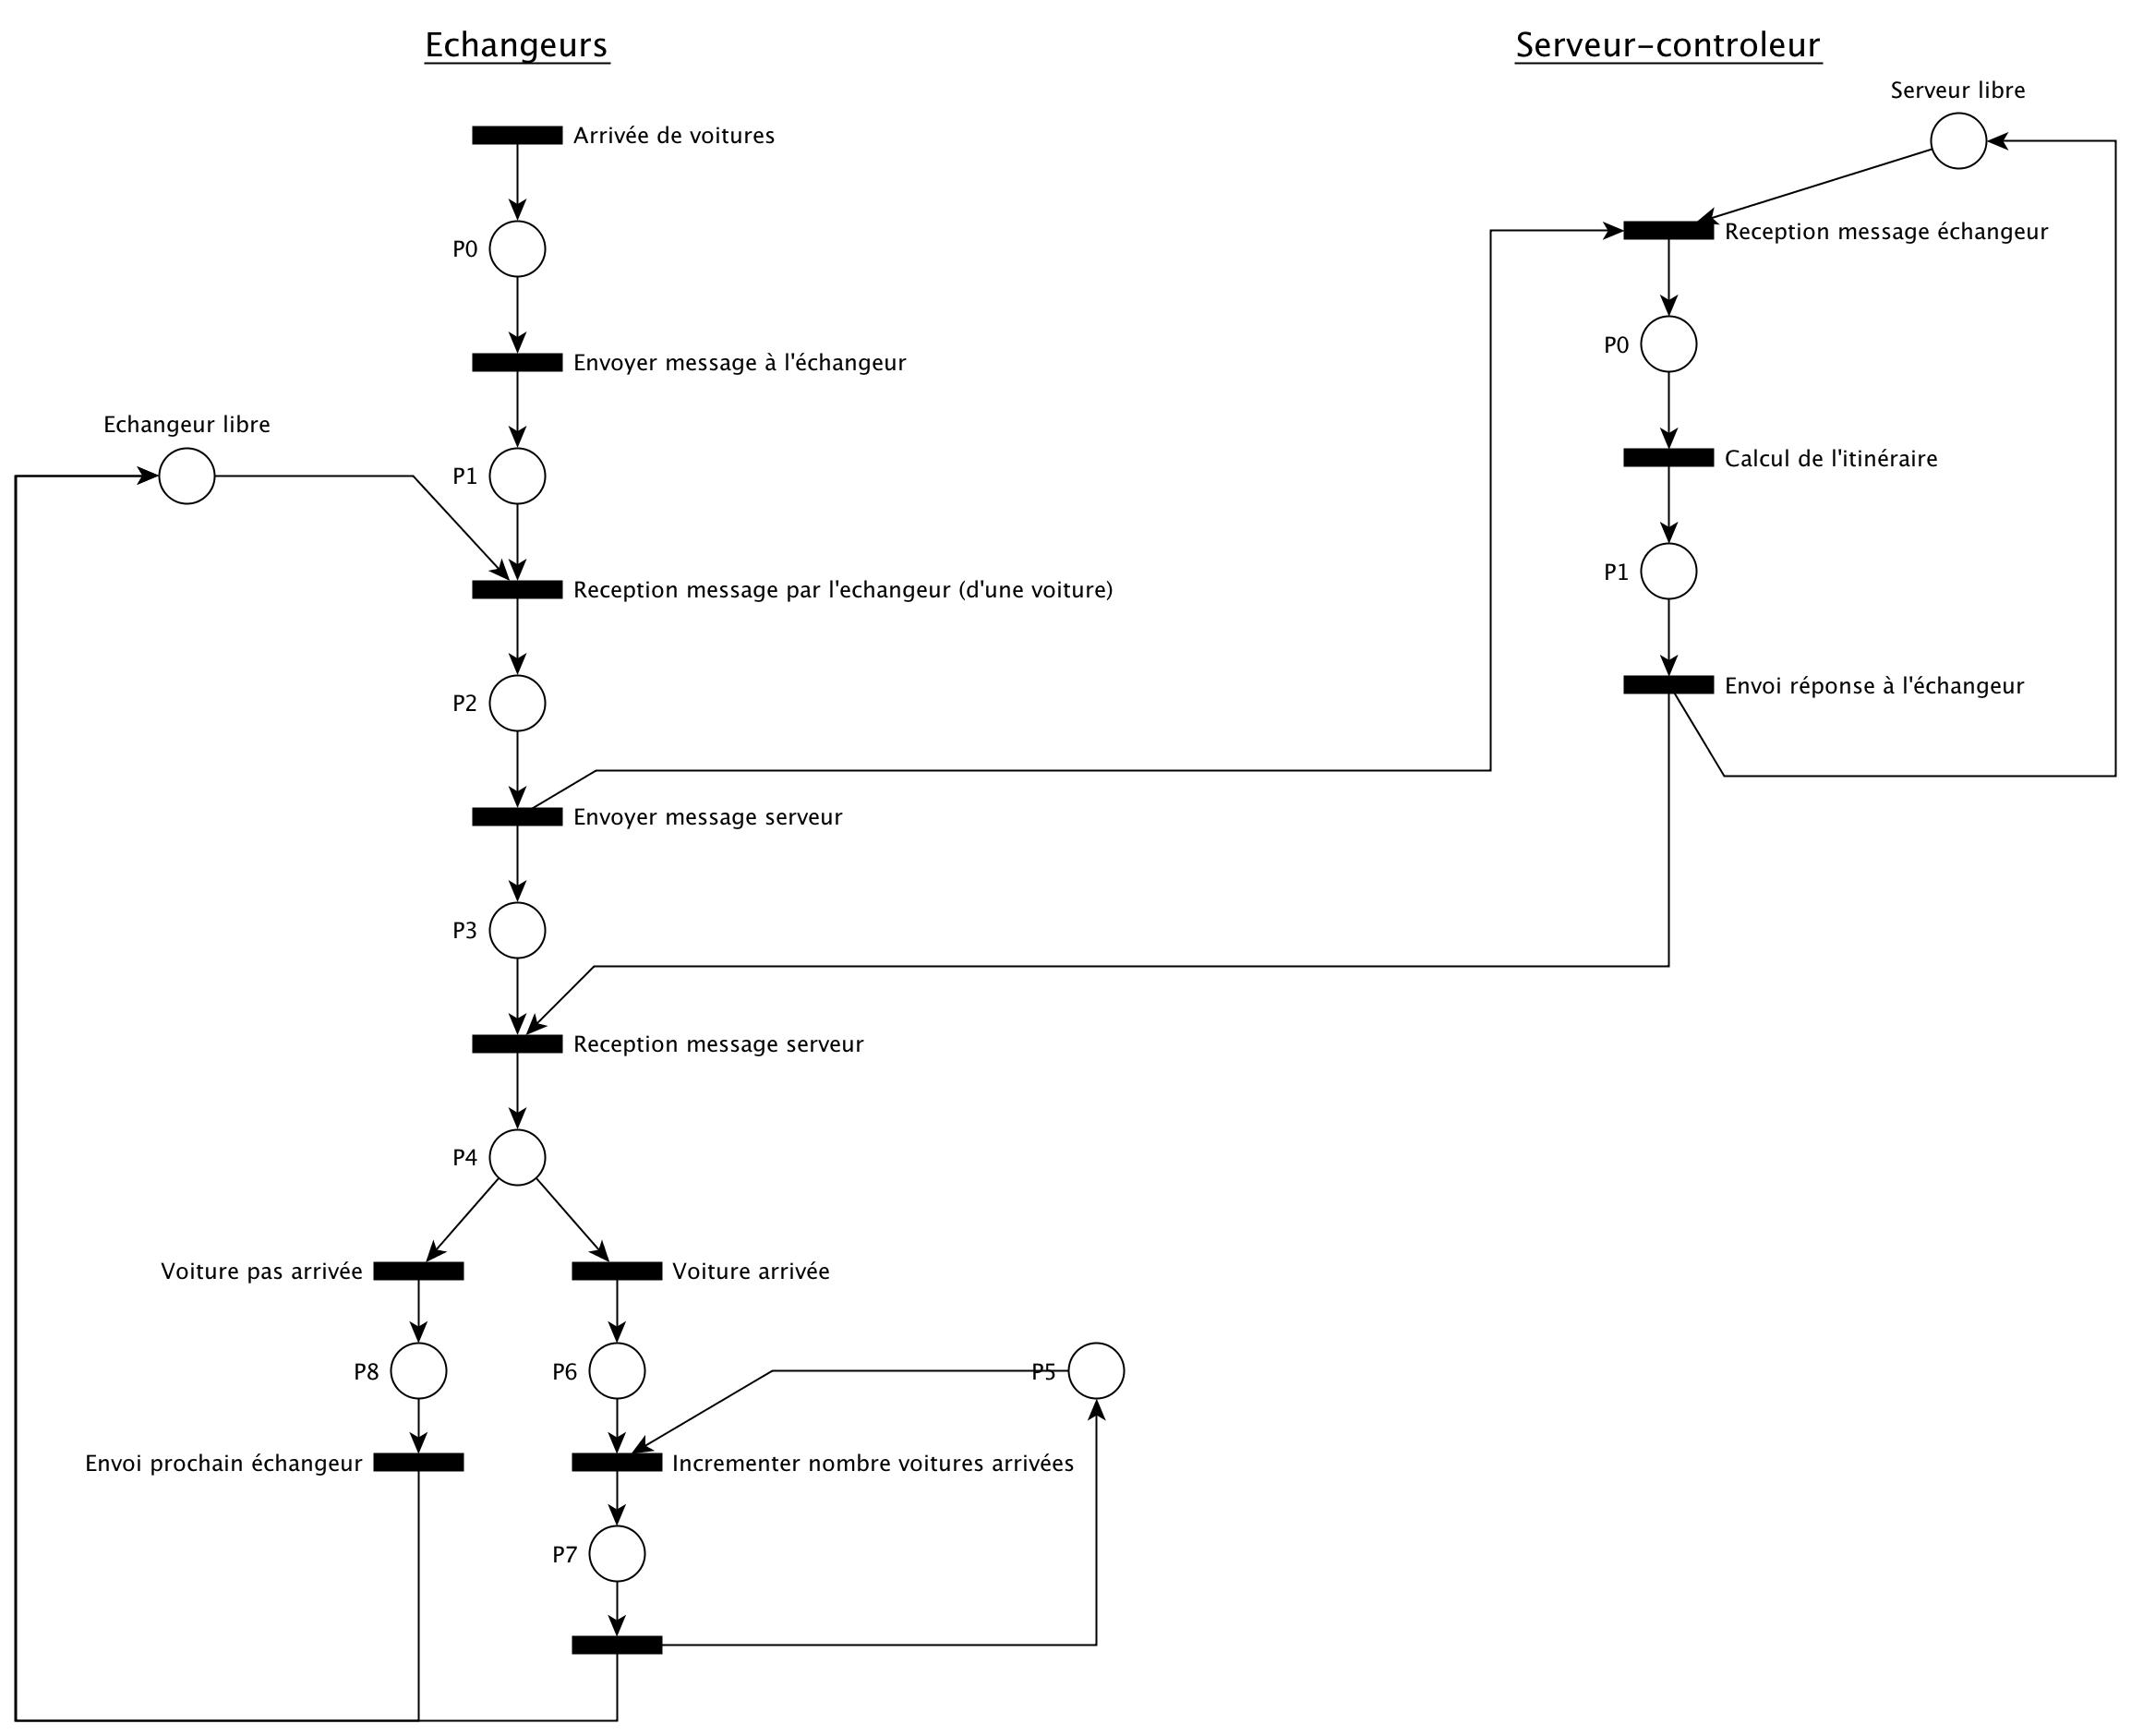 Echangeurs
Serveur-controleur
Serveur libre
Arrivée de voitures
Reception message échangeur
P0
P0
Envoyer message à l'échangeur
Echangeur libre
Calcul de l'itinéraire
P1
P1
Reception message par l'echangeur (d'une voiture)
P2
Envoi réponse à l'échangeur
Envoyer message serveur
P3
Reception message serveur
P4
Voiture pas arrivée
Voiture arrivée
P8
P6
P5
Envoi prochain échangeur
Incrementer nombre voitures arrivées
P7